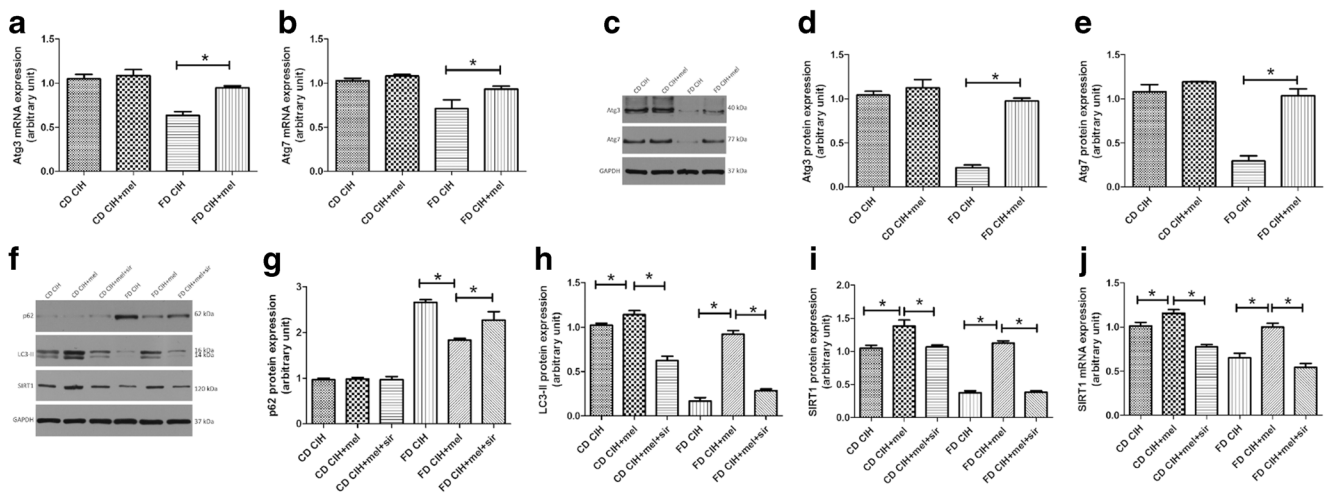 a
Atg3 mRNA expression
(arbitrary unit)
1.5
1.0
0.5
0.0
*
CD CIH
CD CIH+mel
FD CIH
FD CIH+mel
b
Atg7 mRNA expression
(arbitrary unit)
1.5
1.0
0.5
0.0
*
CD CIH
CD CIH+mel
FD CIH
FD CIH+mel
c
CD CIH
CD CIH+mel
FD CIH
FD CIH+mel
Atg3
40 kDa
Atg7
77 kDa
GAPDH
37 kD
d
Atg3 protein expression
(arbitrary unit)
2.0
1.5
1.0
0.5
0.0
*
CD CIH
CD CIH+mel
FD CIH
FD CIH+mel
e
Atg7 protein expression
(arbitrary unit)
2.0
1.5
1.0
0.5
0.0
*
CD CIH
CD CIH+mel
FD CIH
FD CIH+mel
f
CD CIH
CD CIH+mel
CD CIH+mel+sir
FD CIH
FD CIH+mel
FD CIH+mel+sir
p62
62 kDa
LC3-II
16 kDa
14 kDa
SIRT1
120 kDa
GAPDH
37 kD
g
p62 protein expression
(arbitrary unit)
3
2
1
0
*
*
CD CIH
CD CIH+mel
CD CIH+mel+sir
FD CIH
FD CIH+mel
FD CIH+mel+sir
h
LC3-II protein expression
(arbitrary unit)
1.5
1.0
0.5
0.0
*
*
*
*
CD CIH
CD CIH+mel
CD CIH+mel+sir
FD CIH
FD CIH+mel
FD CIH+mel+sir
i
SIRT1 protein expression
(arbitrary unit)
2.0
1.5
1.0
0.5
0.0
*
*
*
*
CD CIH
CD CIH+mel
CD CIH+mel+sir
FD CIH
FD CIH+mel
FD CIH+mel+sir
j
SIRT1 mRNA expression
(arbitrary unit)
1.5
1.0
0.5
0.0
*
*
*
*
CD CIH
CD CIH+mel
CD CIH+mel+sir
FD CIH
FD CIH+mel
FD CIH+mel+sir